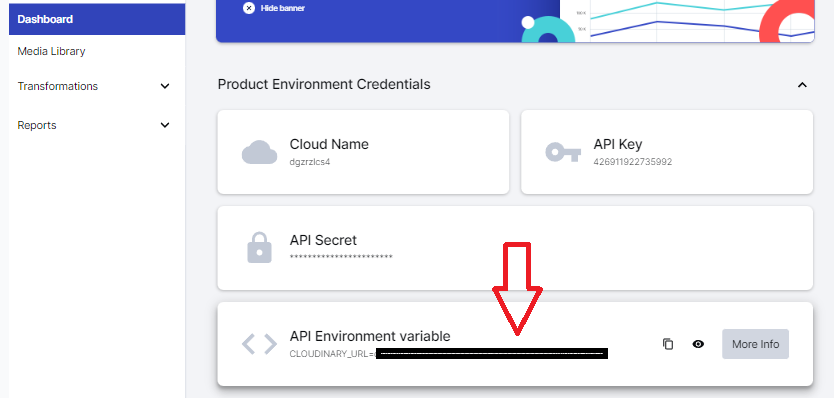 Dashboard
Media Library
Transformations
Reports
Hide banner
Product Environment Credentials
Cloud Name
dgzrzlcs4
API Key
426911922735992
API Secret
***********************
API Environment variable
CLOUDINARY_URL=
More Info